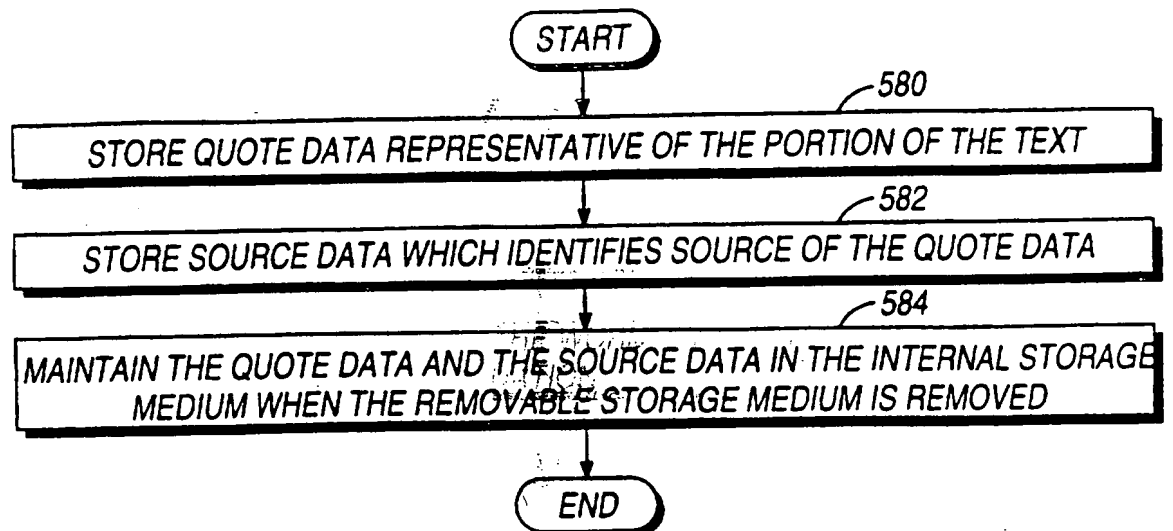 START
580
STORE QUOTE DATA REPRESENTATIVE OF THE PORTION OF THE TEXT
582
STORE SOURCE DATA WHICH IDENTIFIES SOURCE OF THE QUOTE DATA
584
MAINTAIN THE QUOTE DATA AND THE SOURCE DATA IN THE INTERNAL STORAGE
MEDIUM WHEN THE REMOVABLE STORAGE MEDIUM IS REMOVED
END